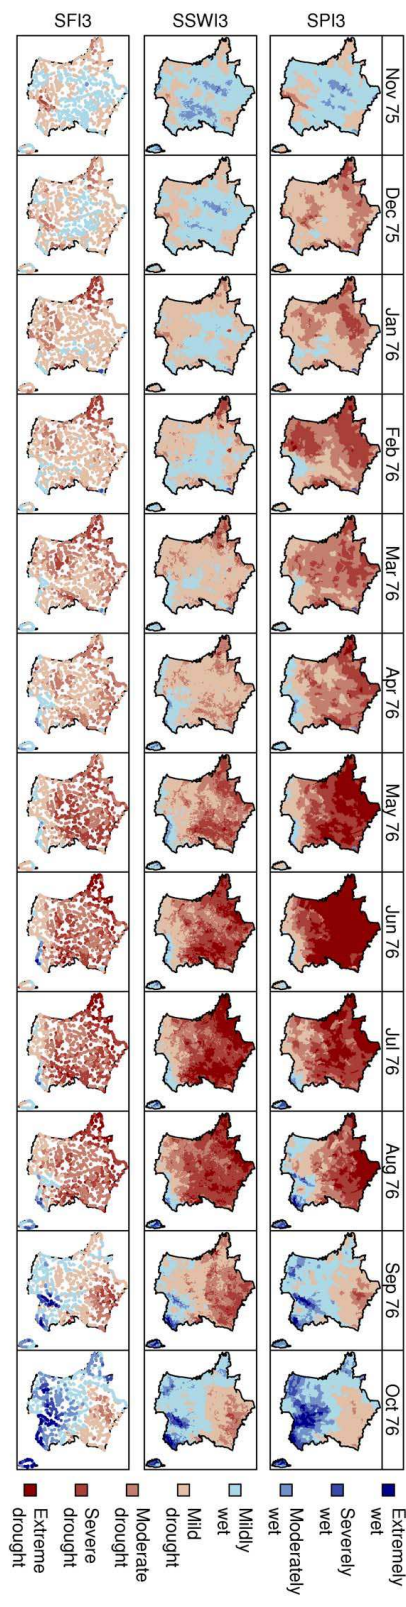 Nov 75
Dec 75
Jan 76
Feb 76
Mar 76
Apr 76
May 76
Jun 76
Jul 76
Aug 76
Sep 76
Oct 76
SPI3
SSWI3
SFI3
Extremely
wet
Severely
wet
Moderately
wet
Mildly
wet
Mild
drought
Moderate
drought
Severe
drought
Extreme
drought